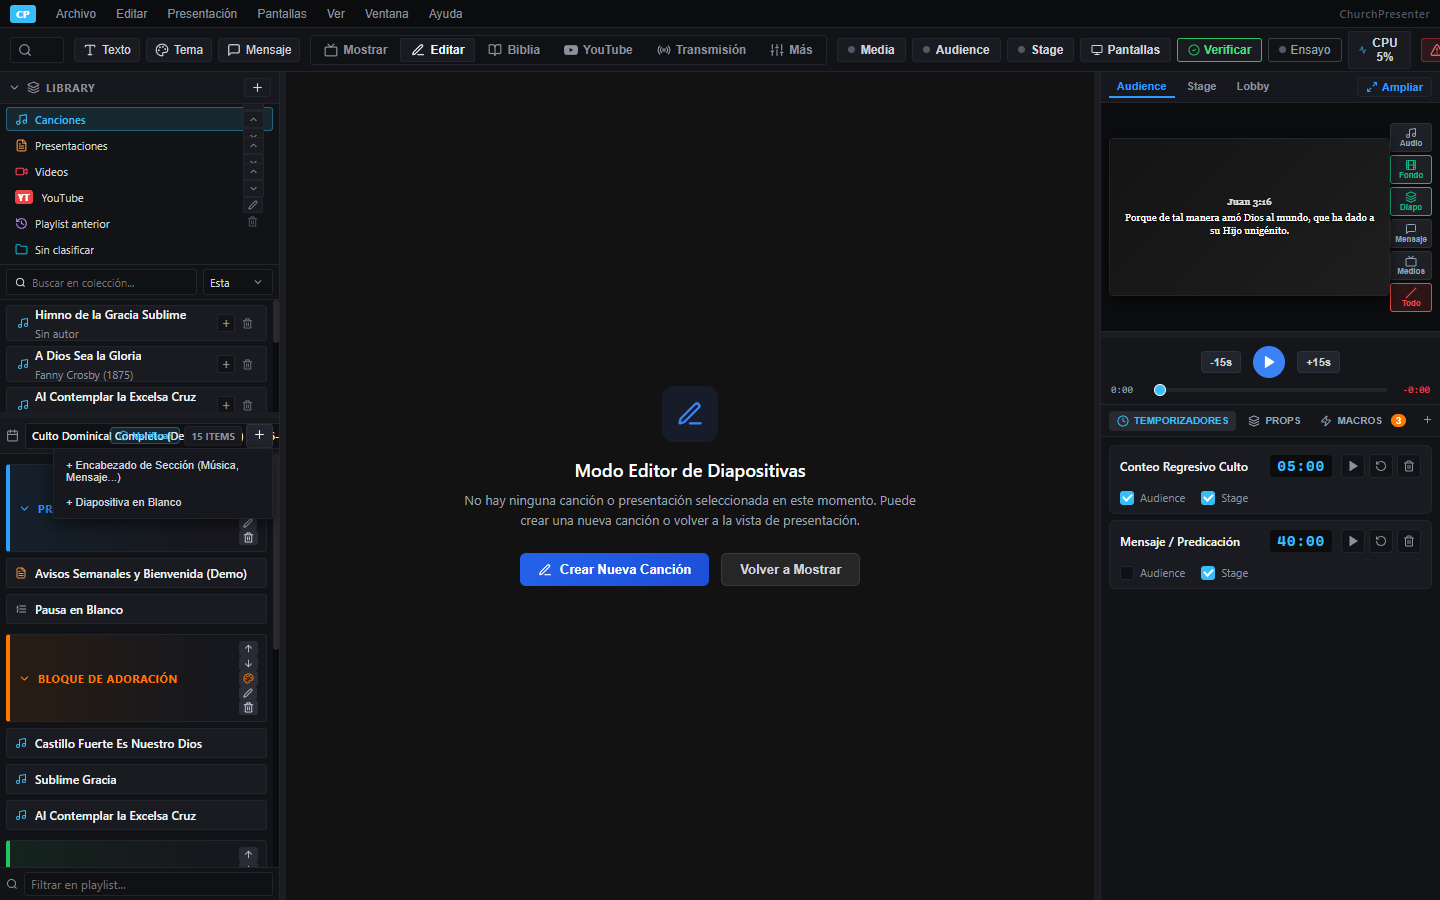 CP Archivo Editar Presentación Pantallas Ver Ventana Ayuda ChurchPresenter
Texto Tema Mensaje Mostrar Editar Biblia YouTube Transmisión Más Media Audience Stage Pantallas Verificar Ensayo CPU 5%
LIBRARY
Canciones
Presentaciones
Videos
YT YouTube
Playlist anterior
Sin clasificar
Buscar en colección... Esta
Himno de la Gracia Sublime
Sin autor
A Dios Sea la Gloria
Fanny Crosby (1875)
Al Contemplar la Excelsa Cruz
Culto Dominical Completo (De 15 ITEMS
+ Encabezado de Sección (Música, Mensaje...)
+ Diapositiva en Blanco
PR
Avisos Semanales y Bienvenida (Demo)
Pausa en Blanco
BLOQUE DE ADORACIÓN
Castillo Fuerte Es Nuestro Dios
Sublime Gracia
Al Contemplar la Excelsa Cruz
Filtrar en playlist...
Modo Editor de Diapositivas
No hay ninguna canción o presentación seleccionada en este momento. Puede
crear una nueva canción o volver a la vista de presentación.
Crear Nueva Canción Volver a Mostrar
Audience Stage Lobby Ampliar
Juan 3:16
Porque de tal manera amó Dios al mundo, que ha dado a
su Hijo unigénito.
Audio
Fondo
Diapo
Mensaje
Medios
Todo
-15s +15s
0:00 -0:00
TEMPORIZADORES PROPS MACROS 3 +
Conteo Regresivo Culto 05:00
Audience Stage
Mensaje / Predicación 40:00
Audience Stage